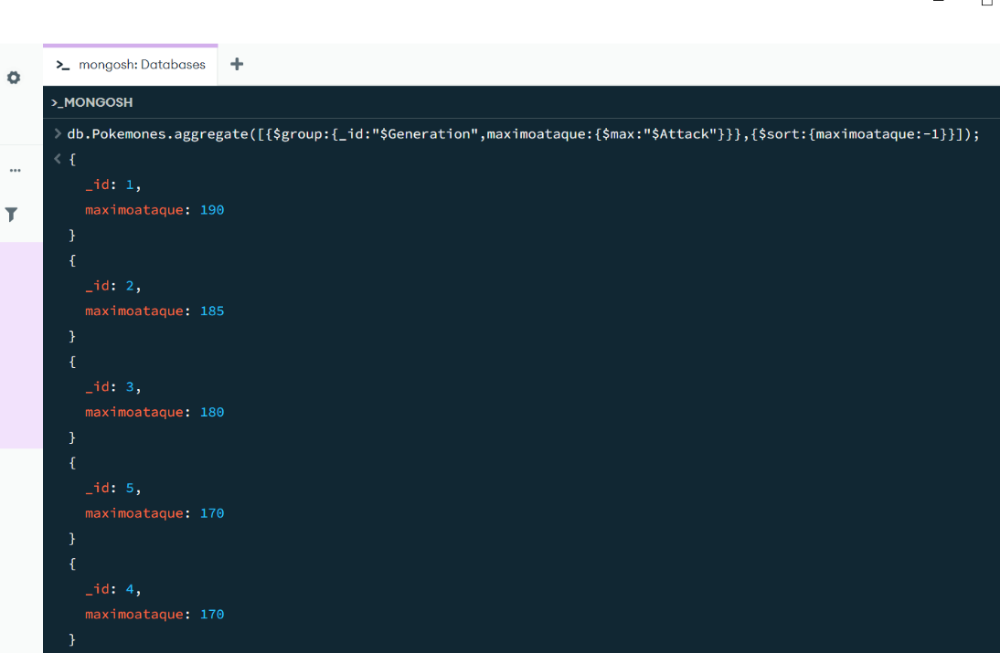 >_ mongosh: Databases +
>_MONGOSH
> db.Pokemones.aggregate([{$group:{_id:"$Generation",maximoataque:{$max:"$Attack"}}},{$sort:{maximoataque:-1}}]);
< {
_id: 1,
maximoataque: 190
}
{
_id: 2,
maximoataque: 185
}
{
_id: 3,
maximoataque: 180
}
{
_id: 5,
maximoataque: 170
}
{
_id: 4,
maximoataque: 170
}